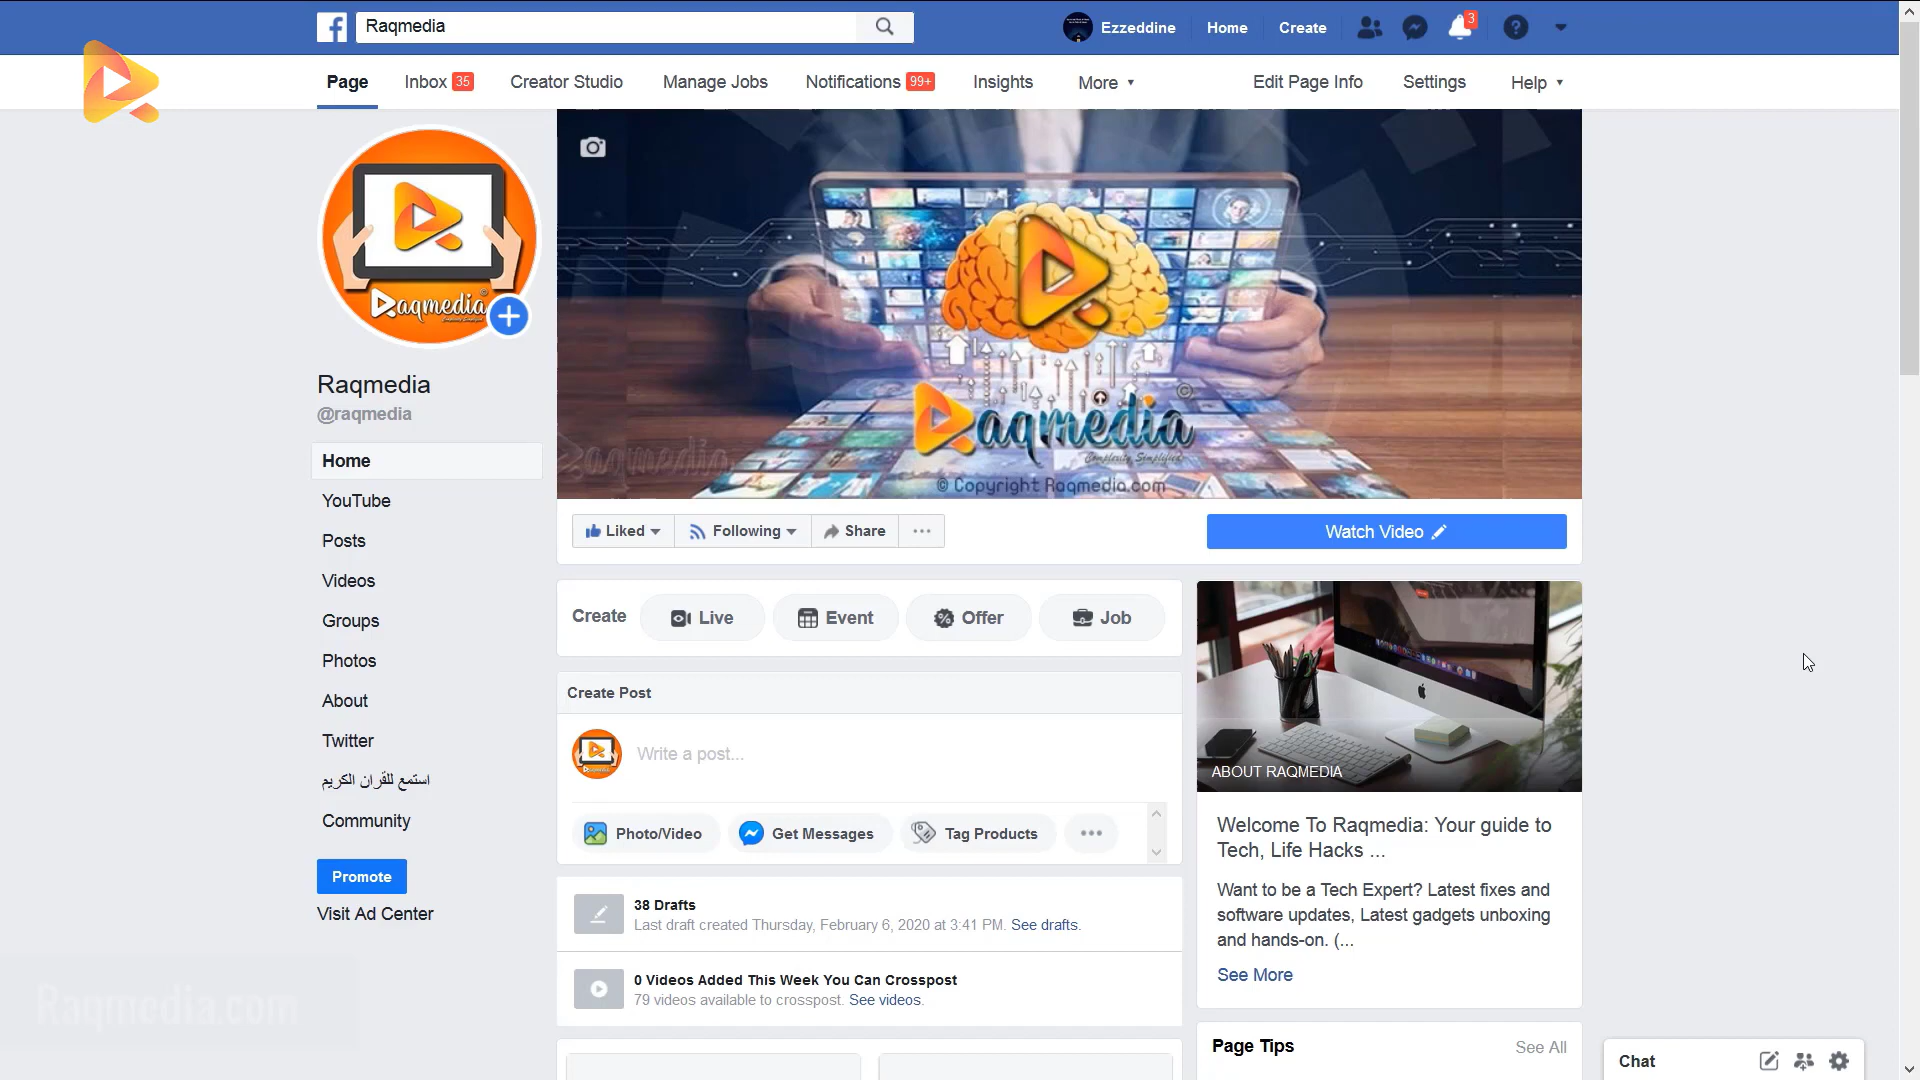 Raqmedia
Ezzeddine
Home
Create
3
Page
Inbox 35
Creator Studio
Manage Jobs
Notifications 99+
Insights
More
Edit Page Info
Settings
Help
Raqmedia
Raqmedia
@raqmedia
Home
YouTube
Posts
Videos
Groups
Photos
About
Twitter
استمع للقران الكريم
Community
Promote
Visit Ad Center
Raqmedia.com
Raqmedia ©
Complexity Simplified
© Copyright Raqmedia.com
Liked
Following
Share
Watch Video
Create
Live
Event
Offer
Job
Create Post
Write a post...
Photo/Video
Get Messages
Tag Products
38 Drafts
Last draft created Thursday, February 6, 2020 at 3:41 PM. See drafts.
0 Videos Added This Week You Can Crosspost
79 videos available to crosspost. See videos.
ABOUT RAQMEDIA
Welcome To Raqmedia: Your guide to
Tech, Life Hacks ...
Want to be a Tech Expert? Latest fixes and
software updates, Latest gadgets unboxing
and hands-on. (...
See More
Page Tips
See All
Chat